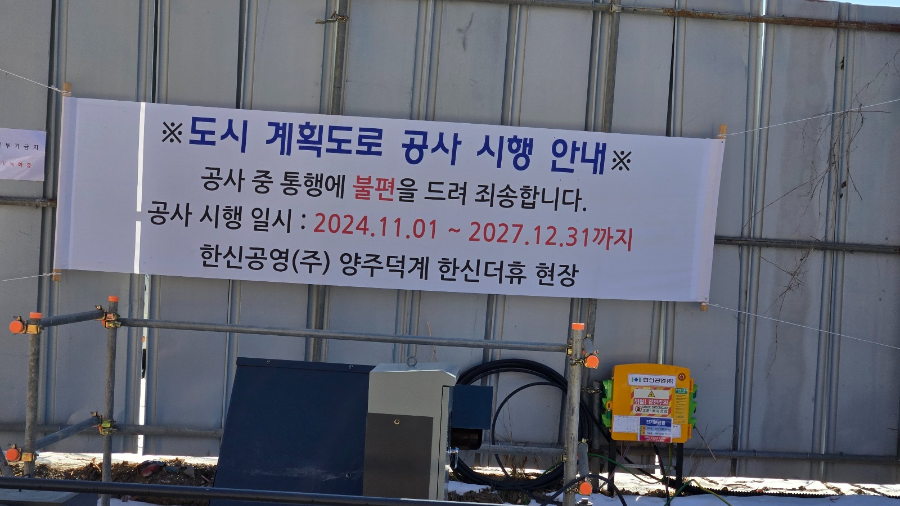 ※도시 계획도로 공사 시행 안내※
공사 중 통행에 불편을 드려 죄송합니다.
공사 시행 일시 : 2024.11.01 ~ 2027.12.31까지
한신공영(주) 양주덕계 한신더휴 현장